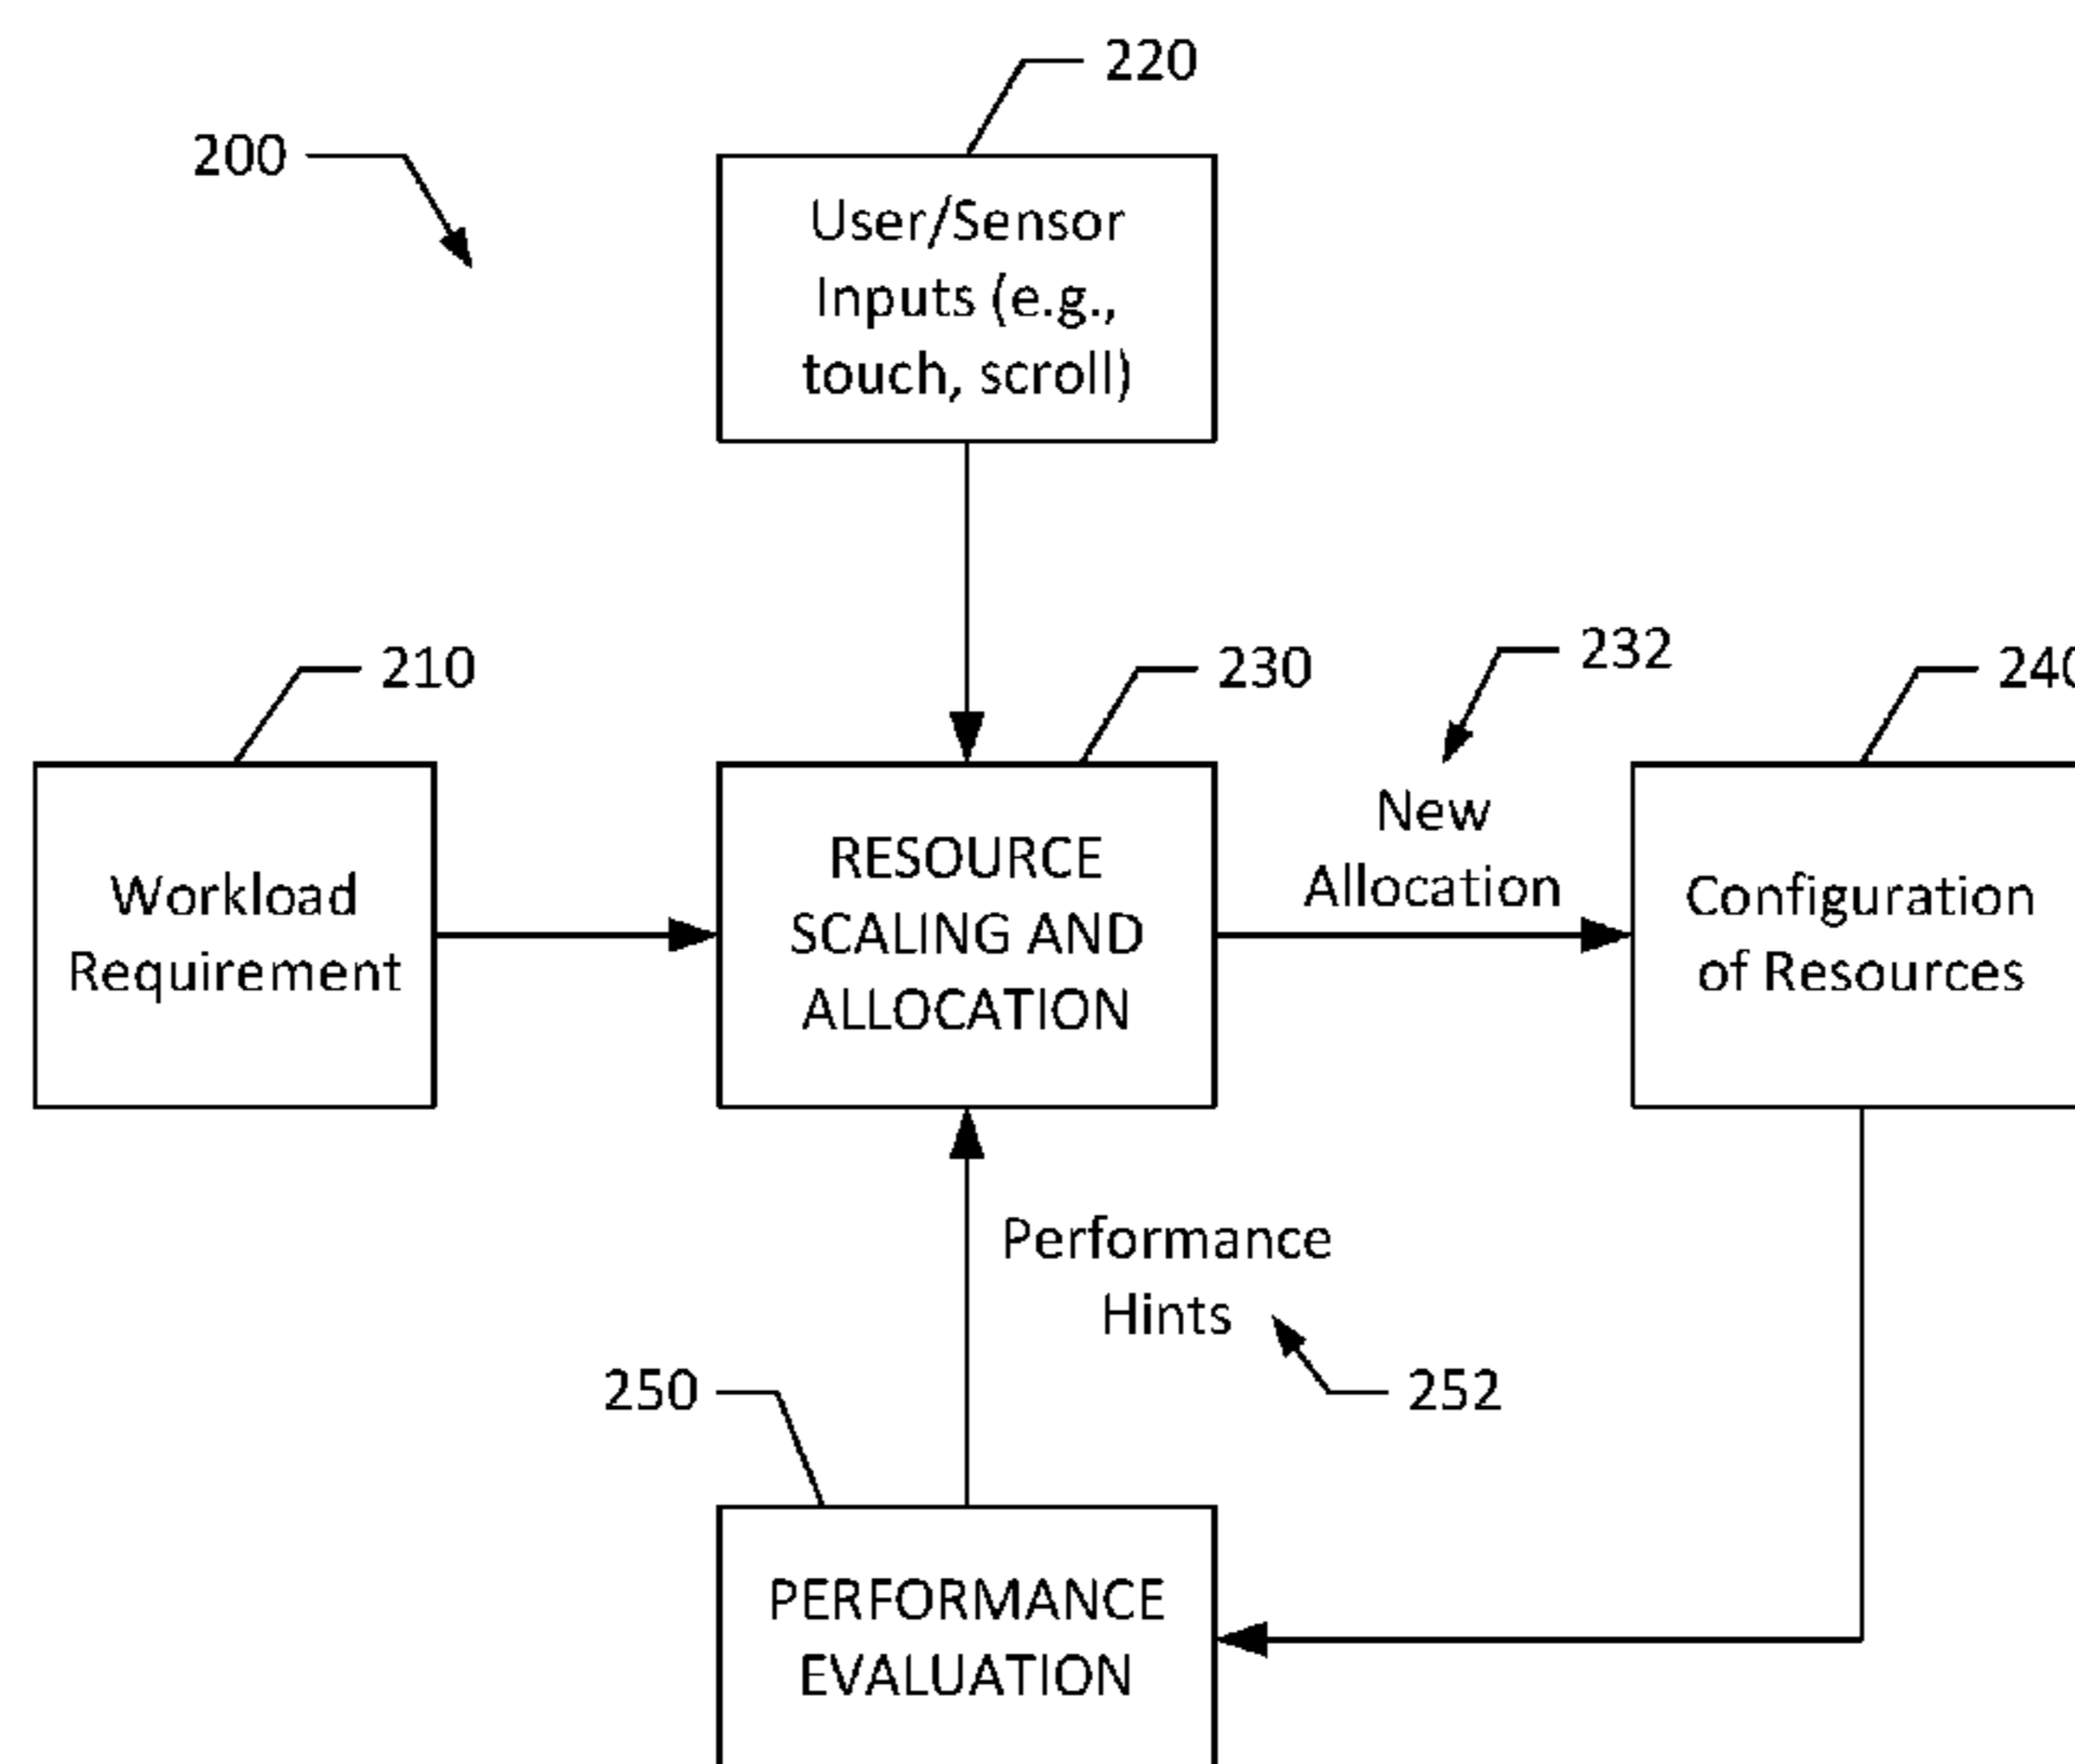 220
200
User/Sensor
Inputs (e.g.,
touch, scroll)
210
230
232
240
Workload
Requirement
RESOURCE
SCALING AND
ALLOCATION
New
Allocation
Configuration
of Resources
Performance
Hints
250
252
PERFORMANCE
EVALUATION